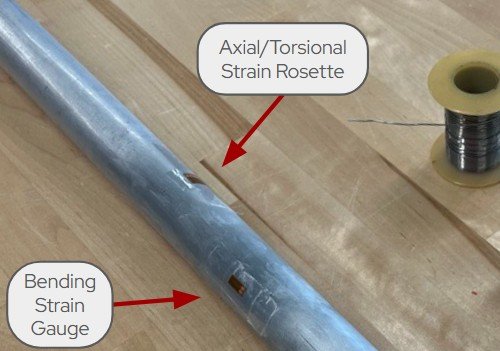 Axial/Torsional
Strain Rosette
Bending
Strain
Gauge